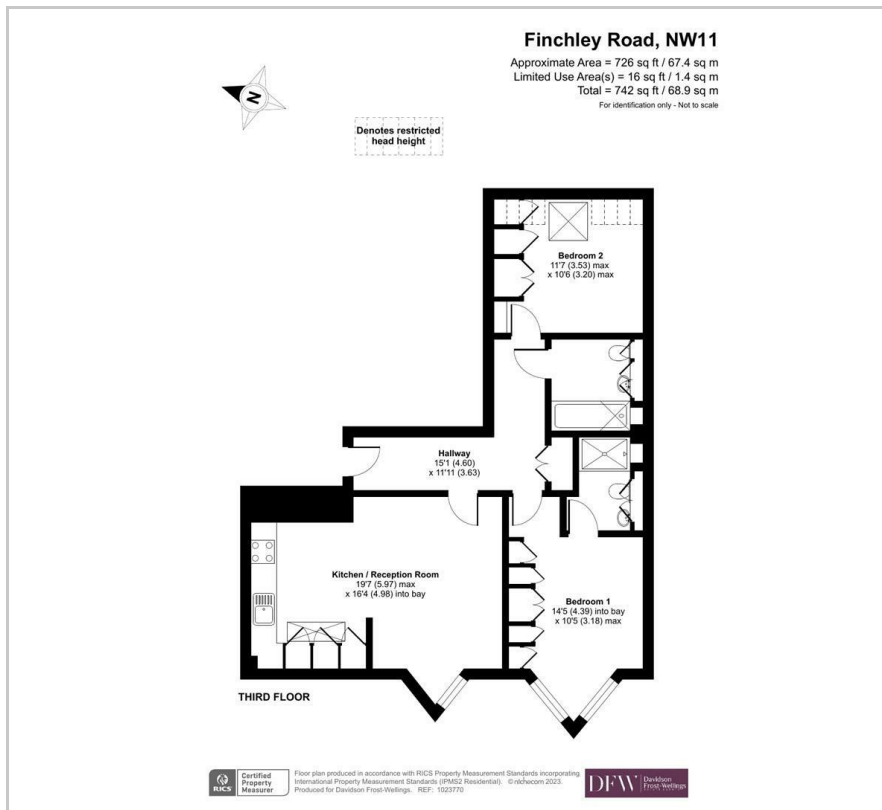 Finchley Road, NW11
Approximate Area = 726 sq ft / 67.4 sq m
Limited Use Area(s) = 16 sq ft / 1.4 sq m
Total = 742 sq ft / 68.9 sq m
For identification only - Not to scale
N
Denotes restricted
head height
Bedroom 2
11'7 (3.53) max
x 10'6 (3.20) max
Hallway
15'1 (4.60)
x 11'11 (3.63)
Kitchen / Reception Room
19'7 (5.97) max
x 16'4 (4.98) into bay
Bedroom 1
14'5 (4.39) into bay
x 10'5 (3.18) max
THIRD FLOOR
RICS
Certified
Property
Measurer
Floor plan produced in accordance with RICS Property Measurement Standards incorporating
International Property Measurement Standards (IPMS2 Residential). © nichecom 2023.
Produced for Davidson Frost-Wellings. REF: 1023770
DFW
Davidson
Frost-Wellings